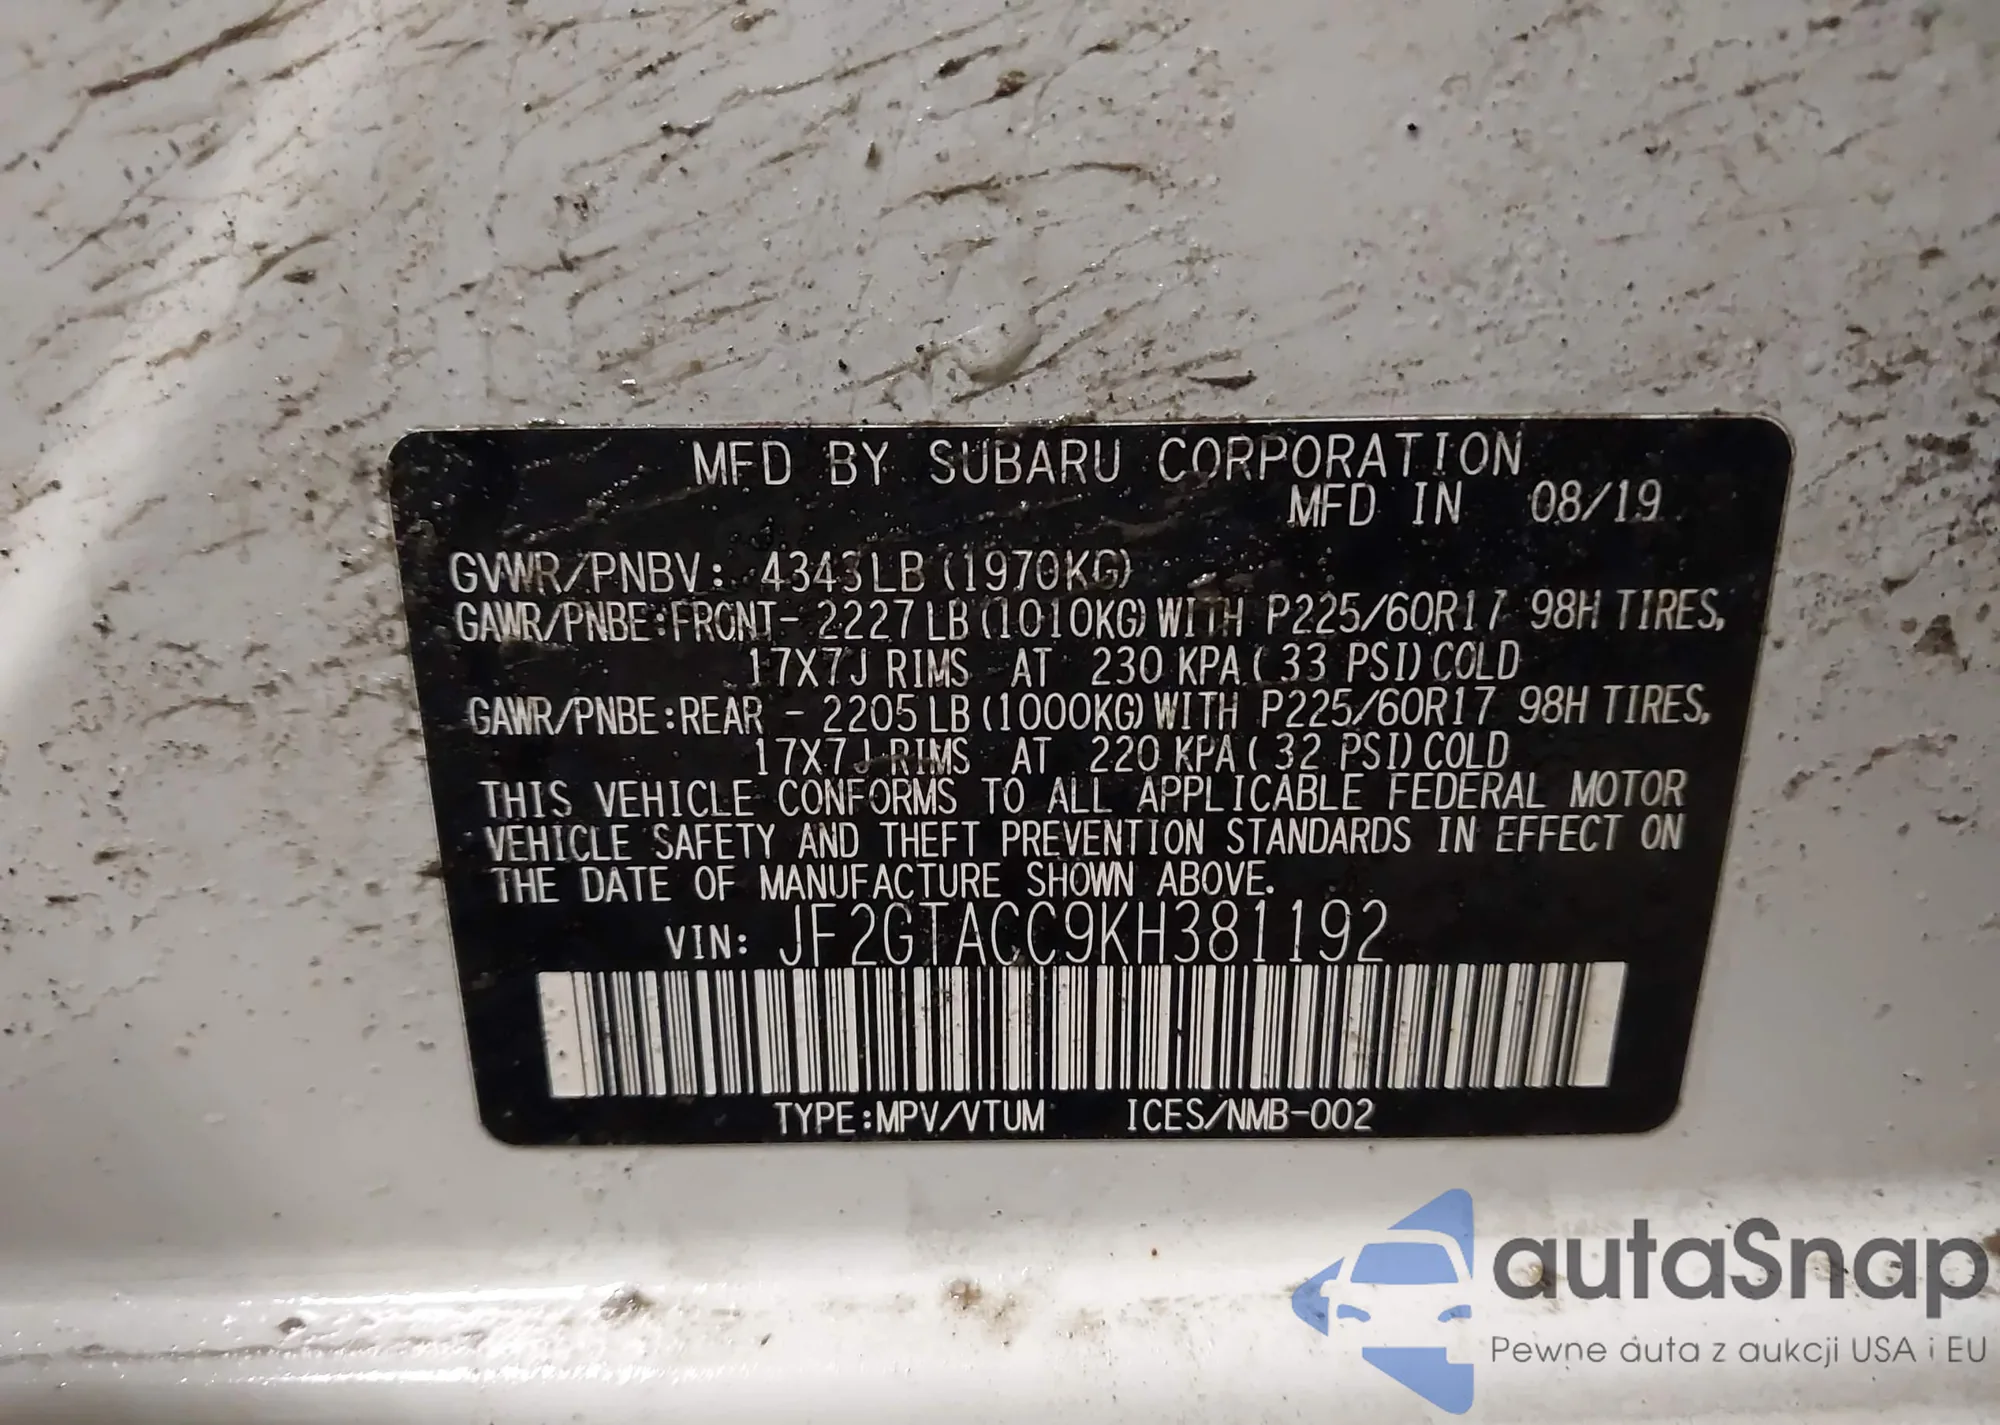 MFD BY SUBARU CORPORATION
MFD IN 08/19
GVWR/PNBV: 4343LB(1970KG)
GAWR/PNBE:FRONT- 2227LB(1010KG)WITH P225/60R17 98H TIRES,
17X7J RIMS AT 230 KPA(33 PSI)COLD
GAWR/PNBE:REAR - 2205LB(1000KG)WITH P225/60R17 98H TIRES,
17X7J RIMS AT 220 KPA(32 PSI)COLD
THIS VEHICLE CONFORMS TO ALL APPLICABLE FEDERAL MOTOR
VEHICLE SAFETY AND THEFT PREVENTION STANDARDS IN EFFECT ON
THE DATE OF MANUFACTURE SHOWN ABOVE.
VIN: JF2GTACC9KH381192
TYPE:MPV/VTUM ICES/NMB-002
autaSnap
Pewne auta z aukcji USA i EU